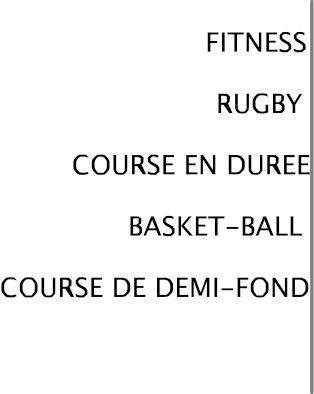 FITNESS
RUGBY
COURSE EN DUREE
BASKET-BALL
COURSE DE DEMI-FOND